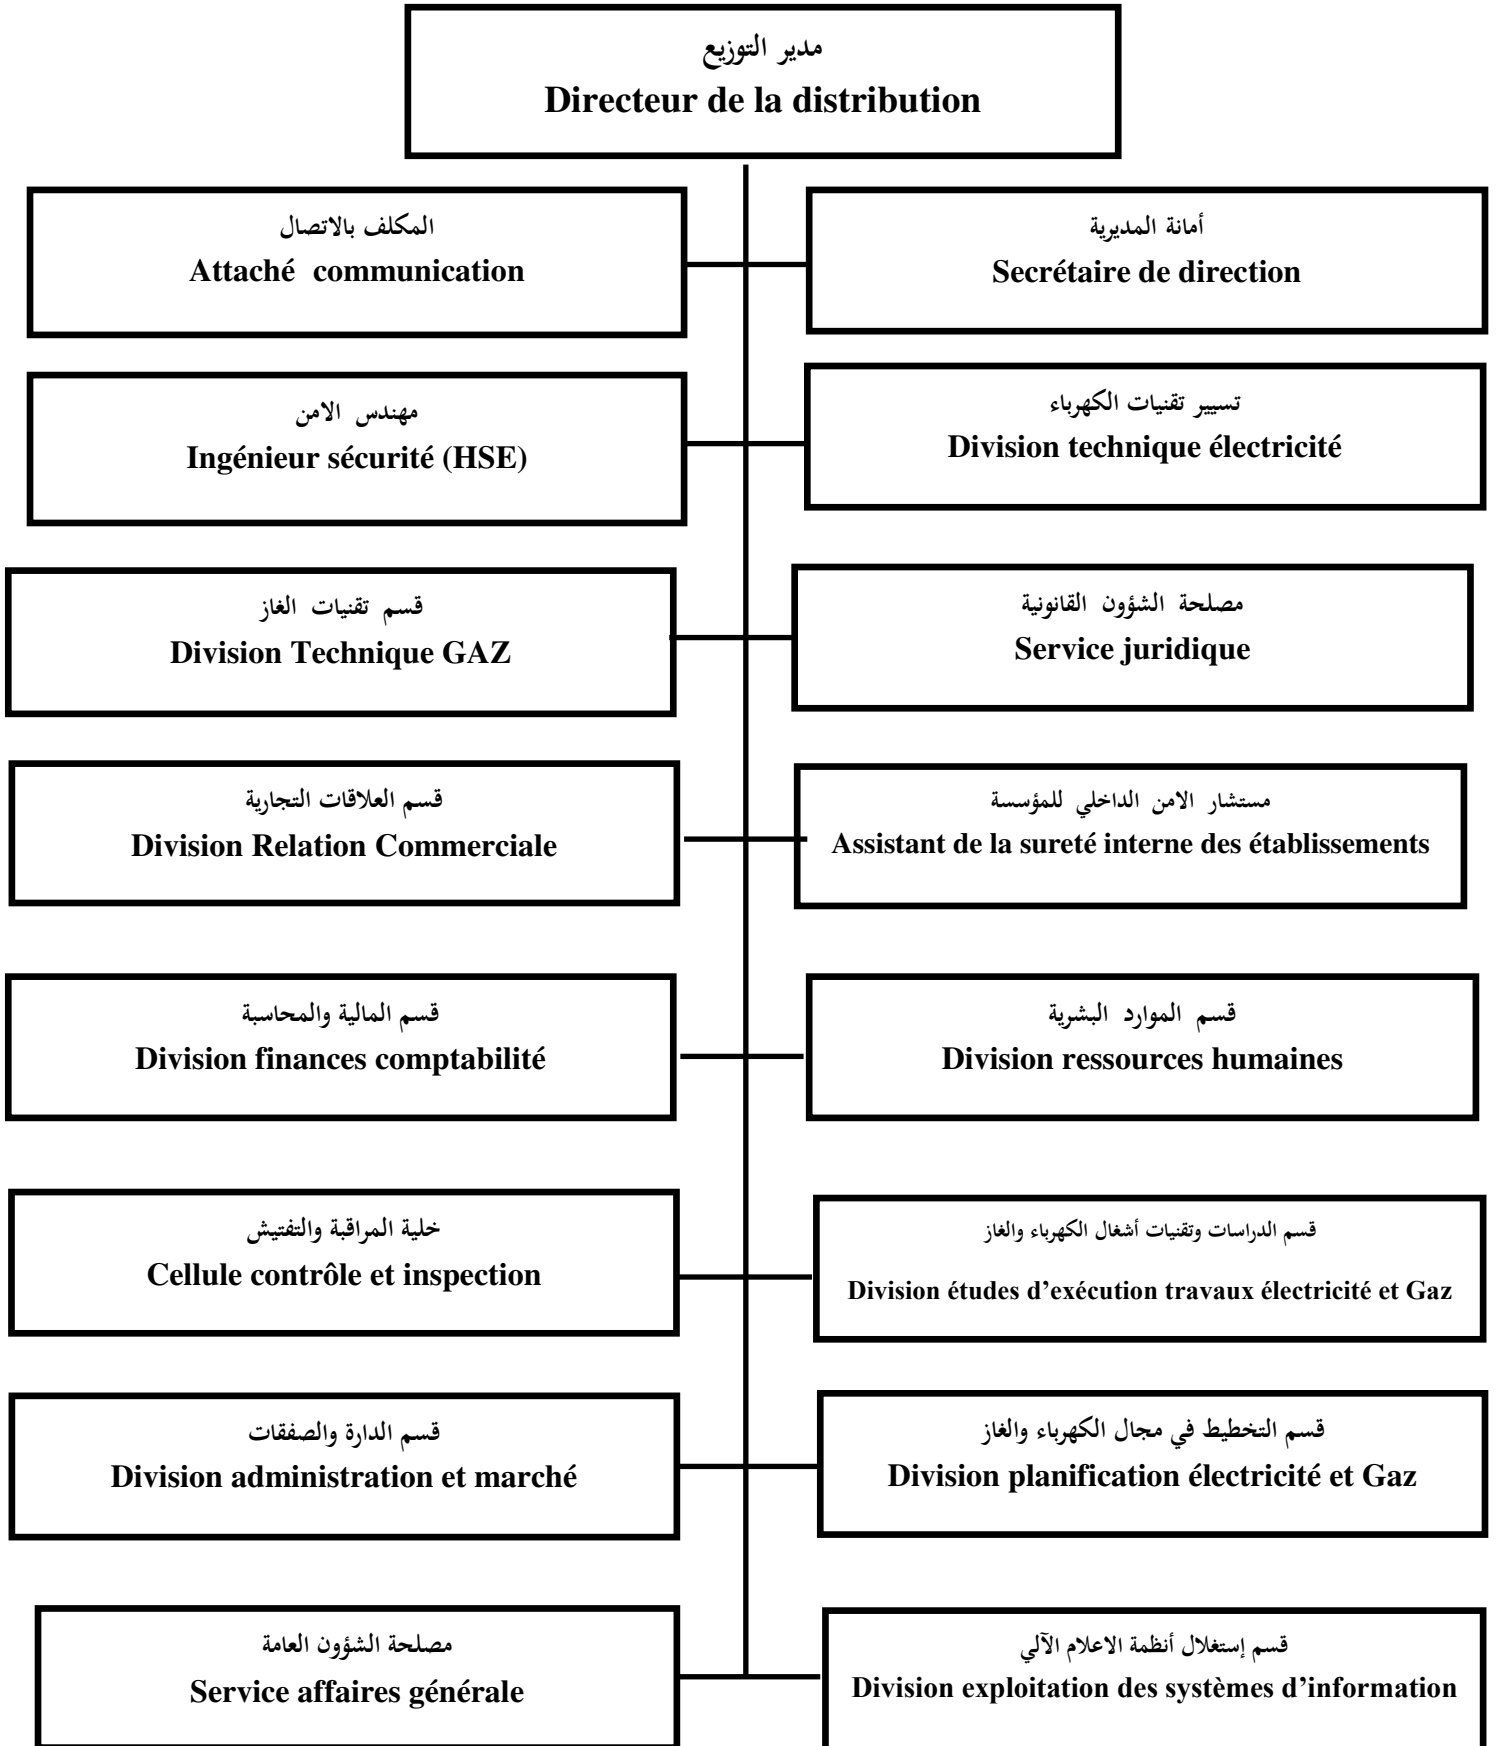 مدير التوزيع
Directeur de la distribution
المكلف بالاتصال
Attaché communication
أمانة المديرية
Secrétaire de direction
مهندس الامن
Ingénieur sécurité (HSE)
تسيير تقنيات الكهرباء
Division technique électricité
قسم تقنيات الغاز
Division Technique GAZ
مصلحة الشؤون القانونية
Service juridique
قسم العلاقات التجارية
Division Relation Commerciale
مستشار الامن الداخلي للمؤسسة
Assistant de la sureté interne des établissements
قسم المالية والمحاسبة
Division finances comptabilité
قسم الموارد البشرية
Division ressources humaines
خلية المراقبة والتفتيش
Cellule contrôle et inspection
قسم الدراسات وتقنيات أشغال الكهرباء والغاز
Division études d’exécution travaux électricité et Gaz
قسم الدارة والصفقات
Division administration et marché
قسم التخطيط في مجال الكهرباء والغاز
Division planification électricité et Gaz
مصلحة الشؤون العامة
Service affaires générale
قسم إستغلال أنظمة الاعلام الآلي
Division exploitation des systèmes d’information